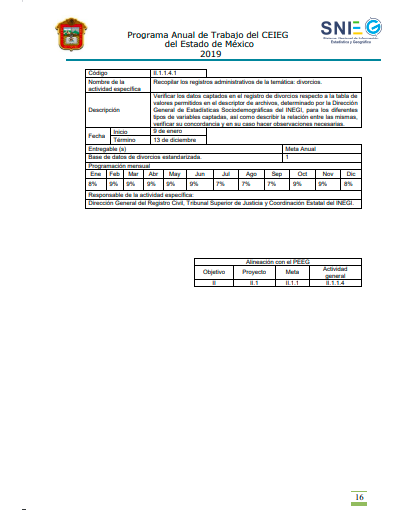 Programa Anual de Trabajo del CEIEG
del Estado de México
2019
SNIEG
Estadística y Geográfica
Código II.1.1.4.1
Nombre de la actividad específica Recopilar los registros administrativos de la temática: divorcios.
Descripción
Verificar los datos captados en el registro de divorcios respecto a la tabla de
valores permitidos en el descriptor de archivos, determinado por la Dirección
General de Estadísticas Sociodemográficas del INEGI, para los diferentes
tipos de variables captadas, así como describir la relación entre las mismas,
verificar su concordancia y en su caso hacer observaciones necesarias.
Fecha Inicio 9 de enero
Término 13 de diciembre
Entregable (s) Meta Anual
Base de datos de divorcios estandarizada. 1
Programación mensual
Ene Feb Mar Abr May Jun Jul Ago Sep Oct Nov Dic
8% 9% 9% 9% 9% 9% 7% 7% 7% 9% 9% 8%
Responsable de la actividad específica:
Dirección General del Registro Civil, Tribunal Superior de Justicia y Coordinación Estatal del INEGI.
Alineación con el PEEG
Objetivo Proyecto Meta Actividad general
II II.1 II.1.1 II.1.1.4
16